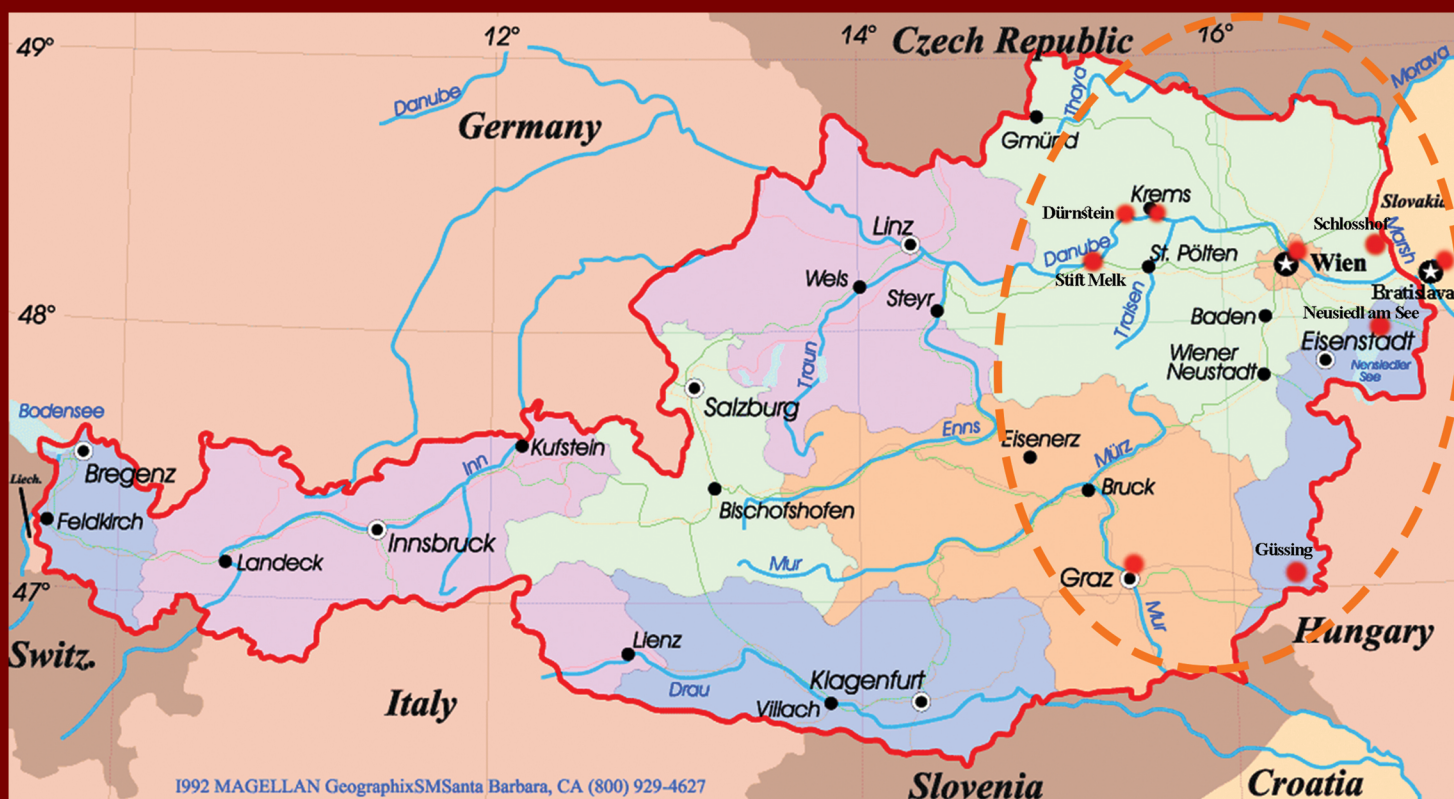 12°
14°
16°
49°
Czech Republic
Morava
Danube
Thaya
Germany
Gmünd
Krems
Slovakia
Dürnstein
Schlosshof
Linz
Marsh
Danube
St. Pölten
Wien
Wels
Stift Melk
Bratislava
Steyr
Traisen
48°
Baden
Neusiedl am See
Eisenstadt
Wiener
Neustadt
Traun
Nensiedler
See
Salzburg
Bodensee
Enns
Eisenerz
Kufstein
Mürz
Inn
Bregenz
Liech.
Bruck
Bischofshofen
Feldkirch
Innsbruck
Güssing
Landeck
Mur
Graz
47°
Mur
Hungary
Lienz
Switz.
Klagenfurt
Drau
Italy
Villach
I992 MAGELLAN GeographixSMSanta Barbara, CA (800) 929-4627
Slovenia
Croatia